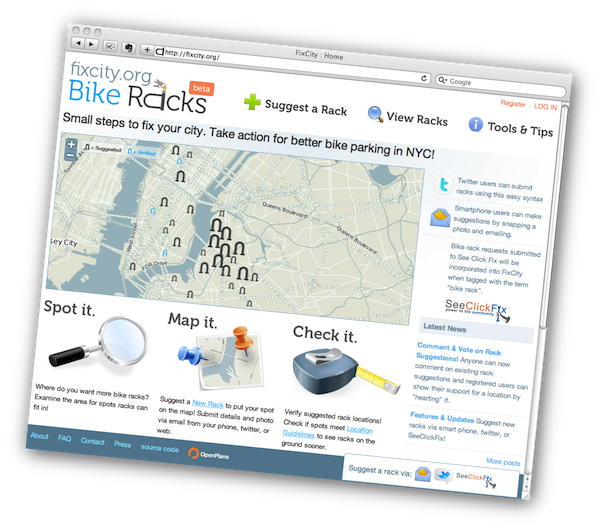 FixCity : Home
http://fixcity.org/
Google
fixcity.org
Bike Racks
beta
Register
LOG IN
Suggest a Rack
View Racks
Tools & Tips
Small steps to fix your city. Take action for better bike parking in NYC!
= Suggested
= Verified
Queens Boulevard
Queens Boulevard
West Street
FDR Drive
sey City
Twitter users can submit
racks using this easy syntax
Smartphone users can make
suggestions by snapping a
photo and emailing.
Bike rack requests submitted
to See Click Fix will be
incorporated into FixCity
when tagged with the term
"bike rack".
SeeClickFix
power to the community
Latest News
Comment & Vote on Rack
Suggestions! Anyone can now
comment on existing rack
suggestions and registered users can
show their support for a location by
"hearting" it.
Features & Updates Suggest new
racks via smart phone, twitter, or
SeeClickFix!
More posts
Spot it.
Where do you want more bike racks?
Examine the area for spots racks can
fit in!
Map it.
Suggest a New Rack to put your spot
on the map! Submit details and photo
via email from your phone, twitter, or
web.
Check it.
Verify suggested rack locations!
Check if spots meet Location
Guidelines to see racks on the
ground sooner.
About
FAQ
Contact
Press
source code
OpenPlans
Suggest a rack via:
SeeClickFix